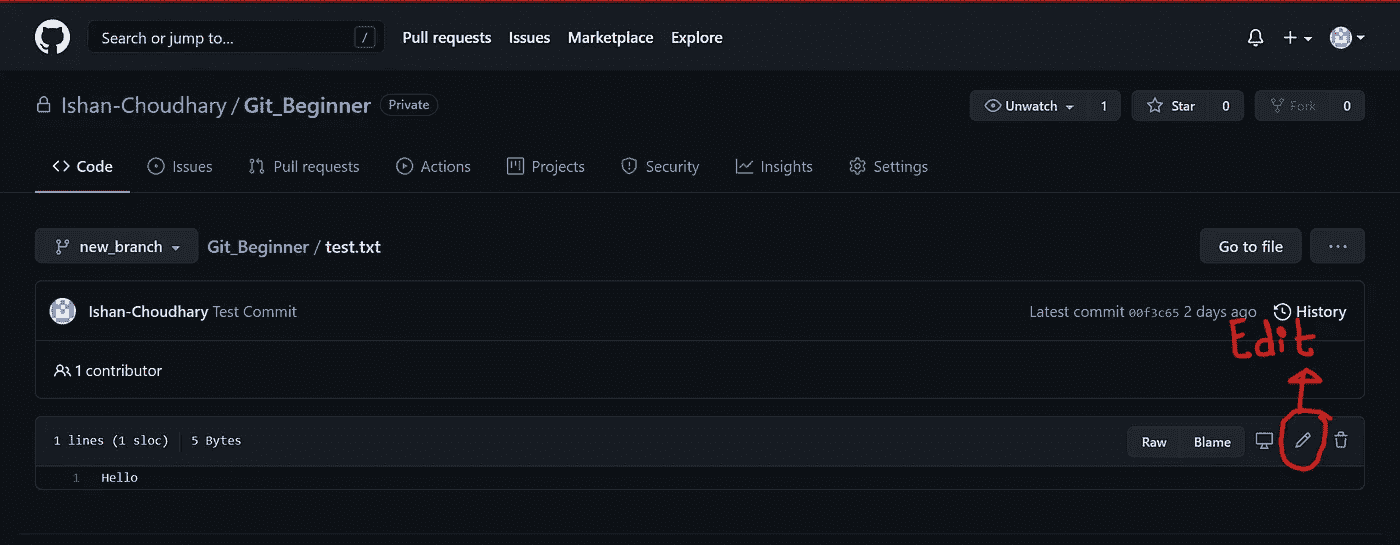 Search or jump to... / Pull requests Issues Marketplace Explore
Ishan-Choudhary / Git_Beginner Private Unwatch 1 Star 0 Fork 0
Code Issues Pull requests Actions Projects Security Insights Settings
new_branch Git_Beginner / test.txt Go to file ...
Ishan-Choudhary Test Commit Latest commit 00f3c65 2 days ago History
Edit
1 contributor
1 lines (1 sloc) 5 Bytes Raw Blame
1 Hello